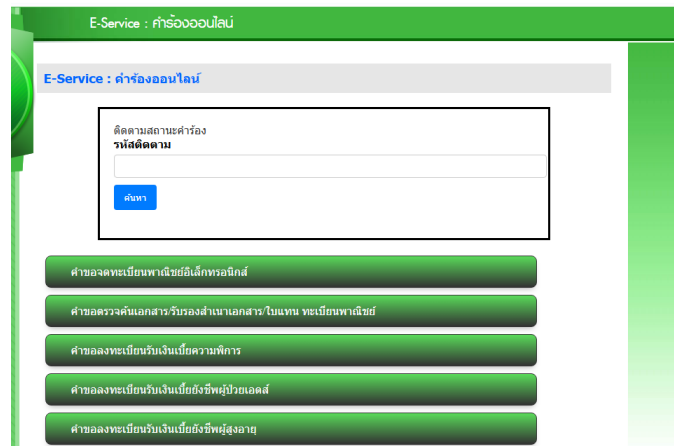 E-Service : คำร้องออนไลน์
E-Service : คำร้องออนไลน์
ติดตามสถานะคำร้อง
รหัสติดตาม
ค้นหา
คำขอจดทะเบียนพาณิชย์อิเล็กทรอนิกส์
คำขอตรวจค้นเอกสาร/รับรองสำเนาเอกสาร/ใบแทน ทะเบียนพาณิชย์
คำขอลงทะเบียนรับเงินเบี้ยความพิการ
คำขอลงทะเบียนรับเงินเบี้ยยังชีพผู้ป่วยเอดส์
คำขอลงทะเบียนรับเงินเบี้ยยังชีพผู้สูงอายุ